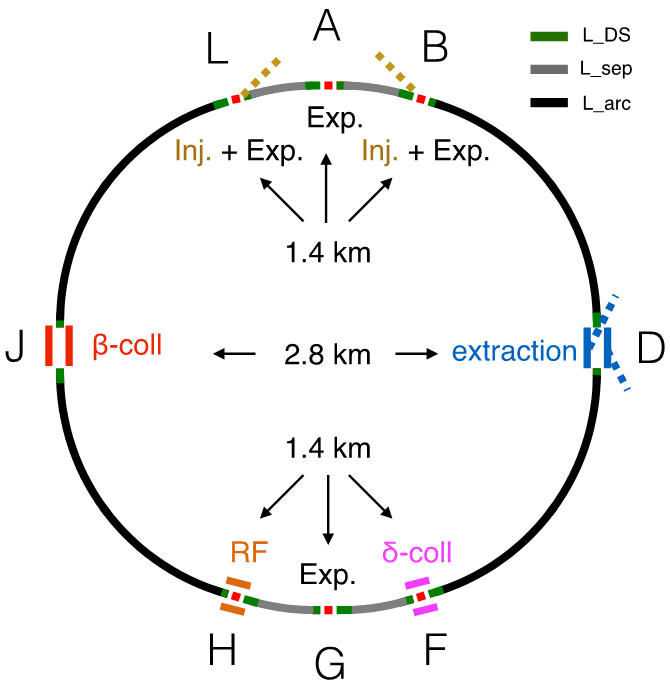 L
A
B
L_DS
L_sep
L_arc
Exp.
Inj. + Exp.
Inj. + Exp.
1.4 km
J
β-coll
2.8 km
extraction
D
1.4 km
RF
Exp.
δ-coll
H
G
F